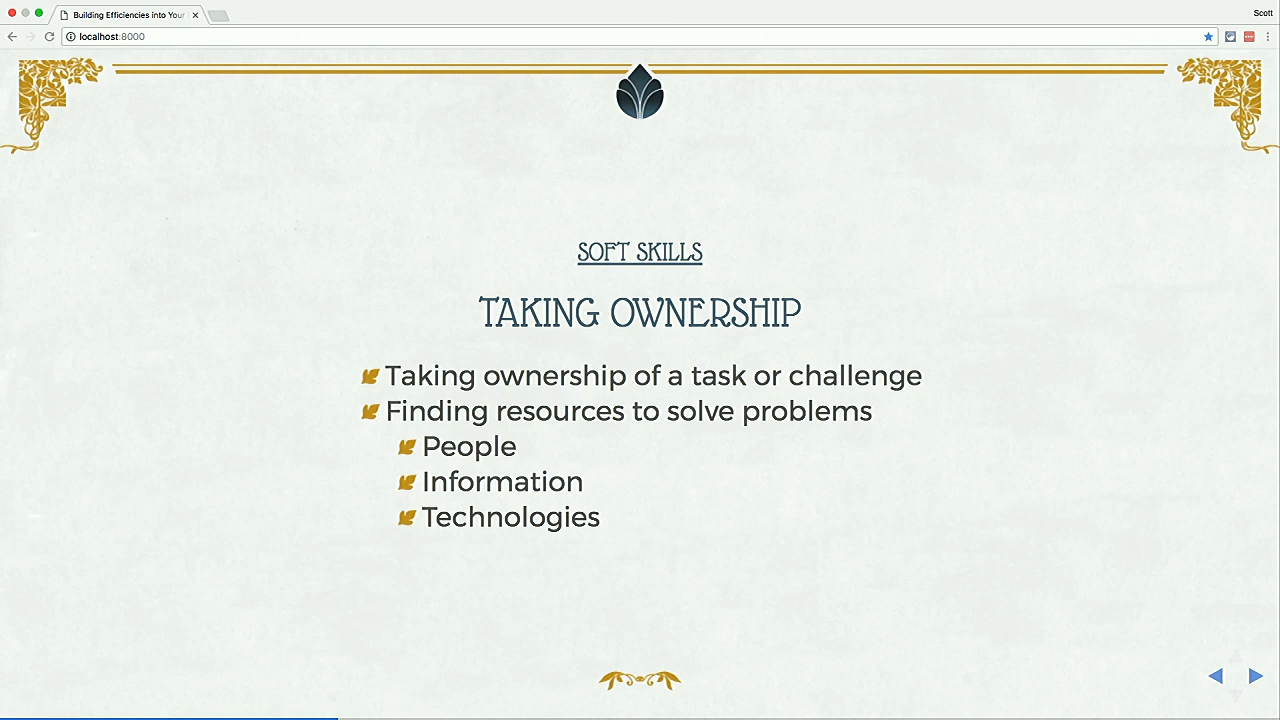 Building Efficiencies into Your
Scott
localhost:8000
SOFT SKILLS
TAKING OWNERSHIP
Taking ownership of a task or challenge
Finding resources to solve problems
People
Information
Technologies